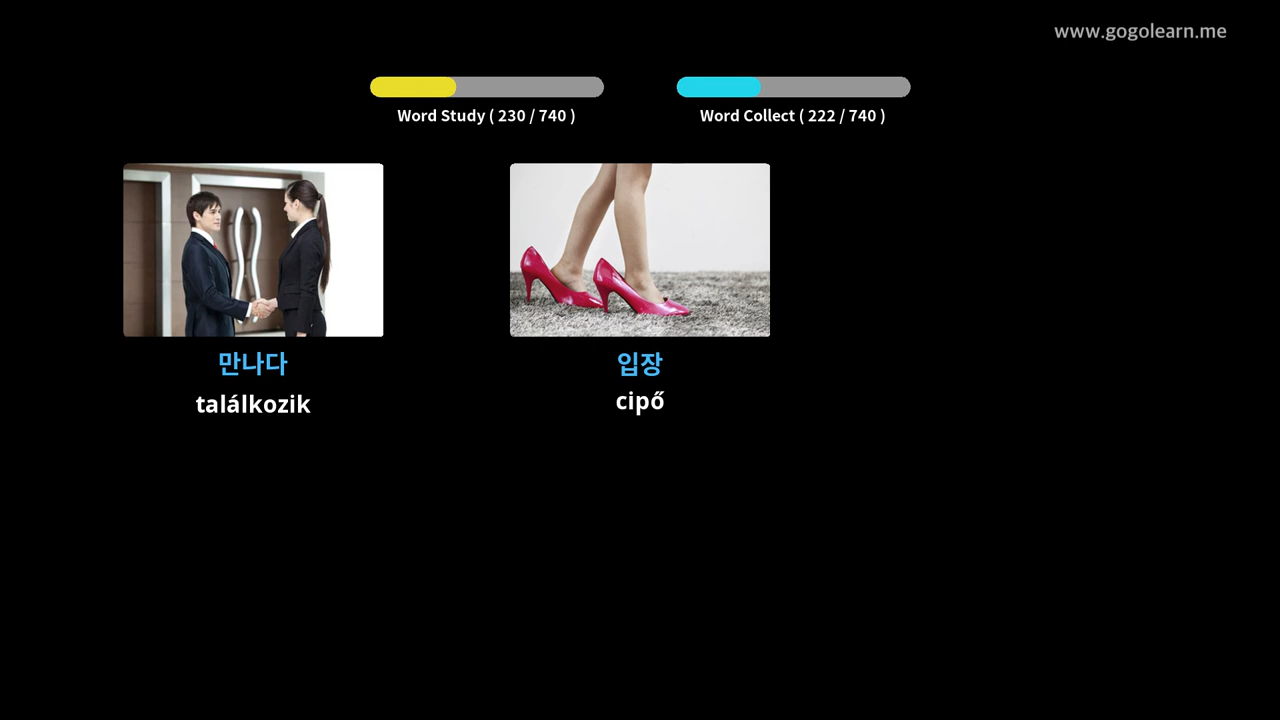 www.gogolearn.me
Word Study ( 230 / 740 )
Word Collect ( 222 / 740 )
만나다
találkozik
입장
cipő